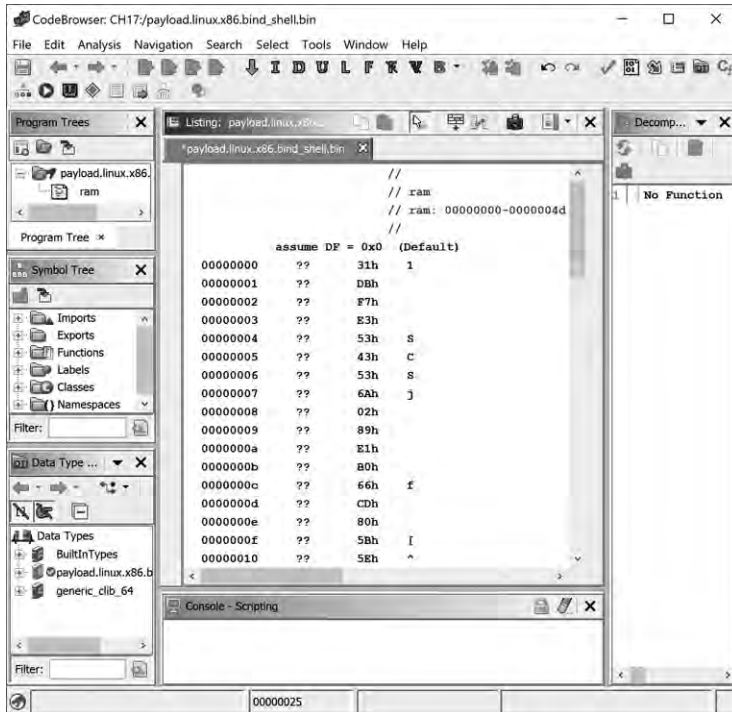 CodeBrowser: CH17:/payload.linux.x86.bind_shell.bin
File Edit Analysis Navigation Search Select Tools Window Help
I D U L F K V B
Program Trees
payload.linux.x86.
ram
Program Tree ×
Symbol Tree
Imports
Exports
Functions
Labels
Classes
Namespaces
Filter:
Data Type ...
Data Types
BuiltInTypes
payload.linux.x86.b
generic_clib_64
Filter:
Listing: payload.linux.x86...
*payload.linux.x86.bind_shell.bin
//
// ram
// ram: 00000000-0000004d
//
assume DF = 0x0 (Default)
00000000 ?? 31h 1
00000001 ?? DBh
00000002 ?? F7h
00000003 ?? E3h
00000004 ?? 53h S
00000005 ?? 43h C
00000006 ?? 53h S
00000007 ?? 6Ah j
00000008 ?? 02h
00000009 ?? 89h
0000000a ?? E1h
0000000b ?? B0h
0000000c ?? 66h f
0000000d ?? CDh
0000000e ?? 80h
0000000f ?? 5Bh [
00000010 ?? 5Eh ^
Console - Scripting
Decomp...
1 No Function
00000025